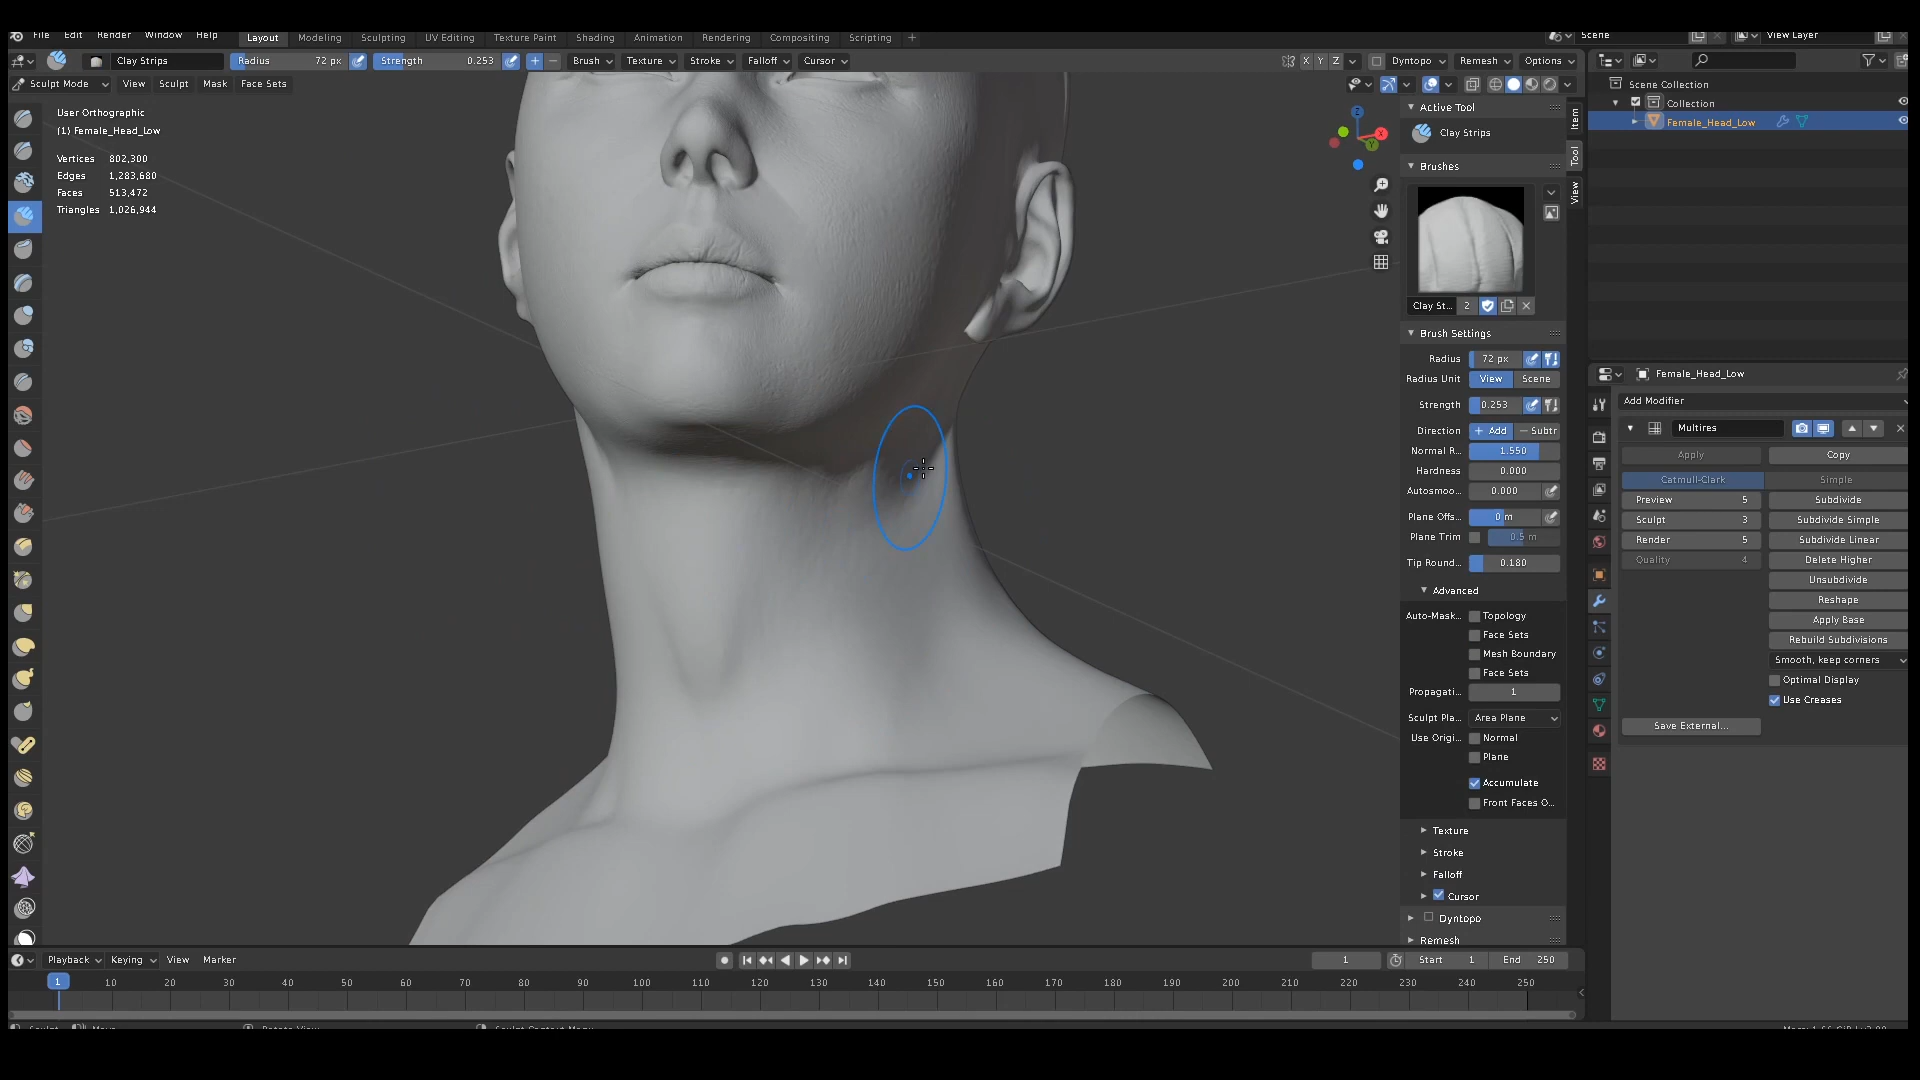 File Edit Render Window Help Layout Modeling Sculpting UV Editing Texture Paint Shading Animation Rendering Compositing Scripting + Scene View Layer
Clay Strips Radius 72 px Strength 0.253 + − Brush Texture Stroke Falloff Cursor X Y Z Dyntopo Remesh Options
Sculpt Mode View Sculpt Mask Face Sets
User Orthographic
(1) Female_Head_Low
Vertices 802,300
Edges 1,283,680
Faces 513,472
Triangles 1,026,944
Z
X
Y
Active Tool
Clay Strips
Brushes
Clay St... 2
Brush Settings
Radius 72 px
Radius Unit View Scene
Strength 0.253
Direction + Add − Subtr
Normal R... 1.550
Hardness 0.000
Autosmoo... 0.000
Plane Offs... 0 m
Plane Trim 0.5 m
Tip Round... 0.180
Advanced
Auto-Mask... Topology
Face Sets
Mesh Boundary
Face Sets
Propagati... 1
Sculpt Pla... Area Plane
Use Origi... Normal
Plane
Accumulate
Front Faces O...
Texture
Stroke
Falloff
Cursor
Dyntopo
Remesh
Item
Tool
View
Scene Collection
Collection
Female_Head_Low
Female_Head_Low
Add Modifier
Multires
Apply Copy
Catmull-Clark Simple
Preview 5 Subdivide
Sculpt 3 Subdivide Simple
Render 5 Subdivide Linear
Quality 4 Delete Higher
Unsubdivide
Reshape
Apply Base
Rebuild Subdivisions
Smooth, keep corners
Optimal Display
Use Creases
Save External...
Playback Keying View Marker 1 Start 1 End 250
1 10 20 30 40 50 60 70 80 90 100 110 120 130 140 150 160 170 180 190 200 210 220 230 240 250
Sculpt Move Rotate View Sculpt Context Menu